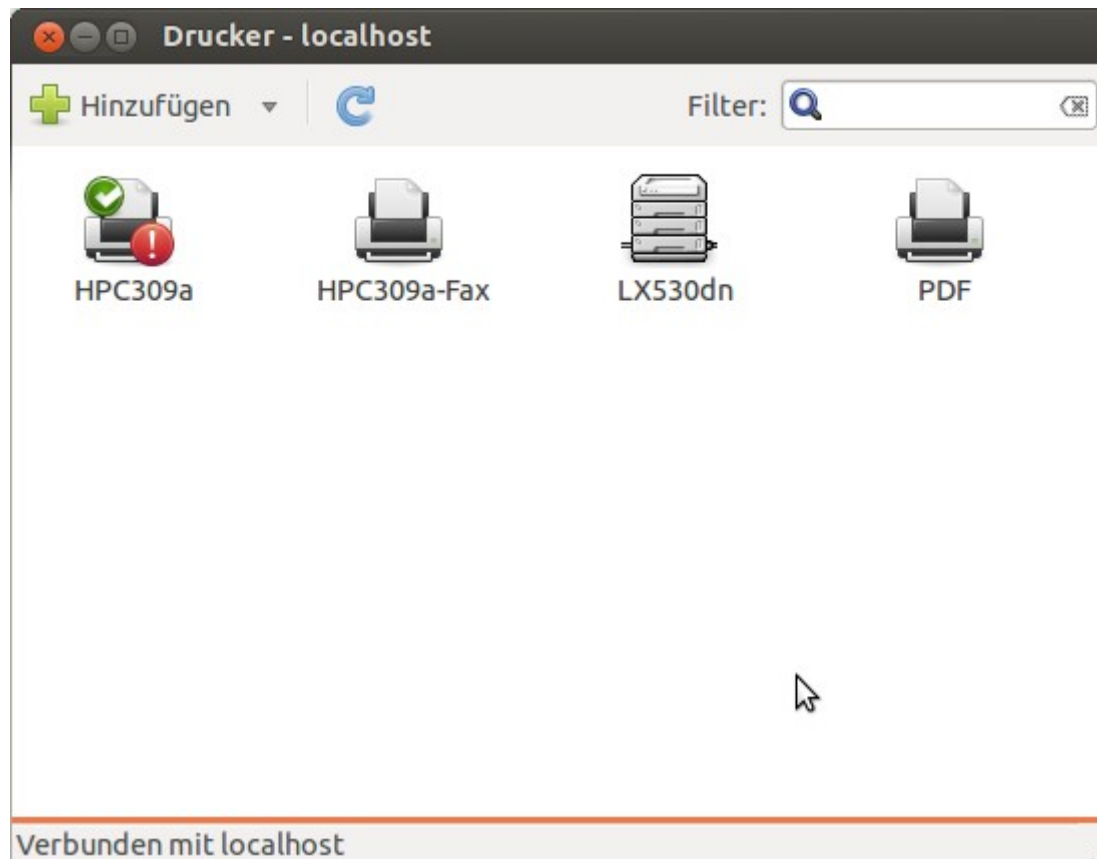 Drucker - localhost
Hinzufügen Filter:
HPC309a HPC309a-Fax LX530dn PDF
Verbunden mit localhost